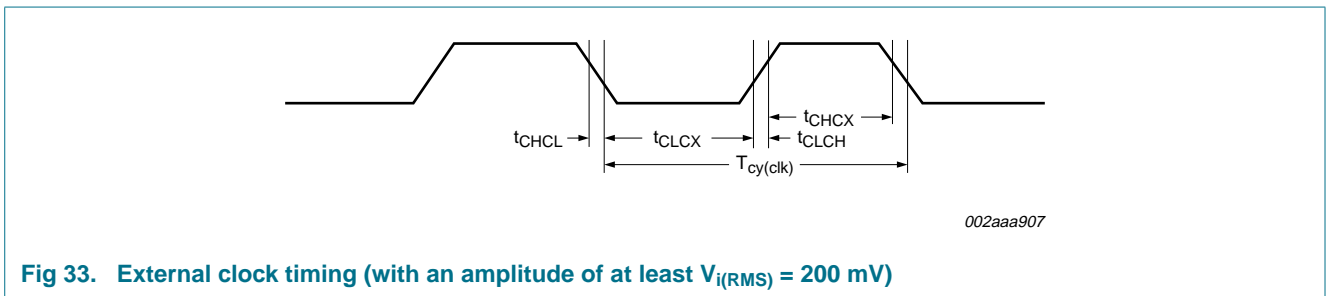 tCHCX
tCHCL tCLCX tCLCH
Tcy(clk)
002aaa907
Fig 33. External clock timing (with an amplitude of at least Vi(RMS) = 200 mV)